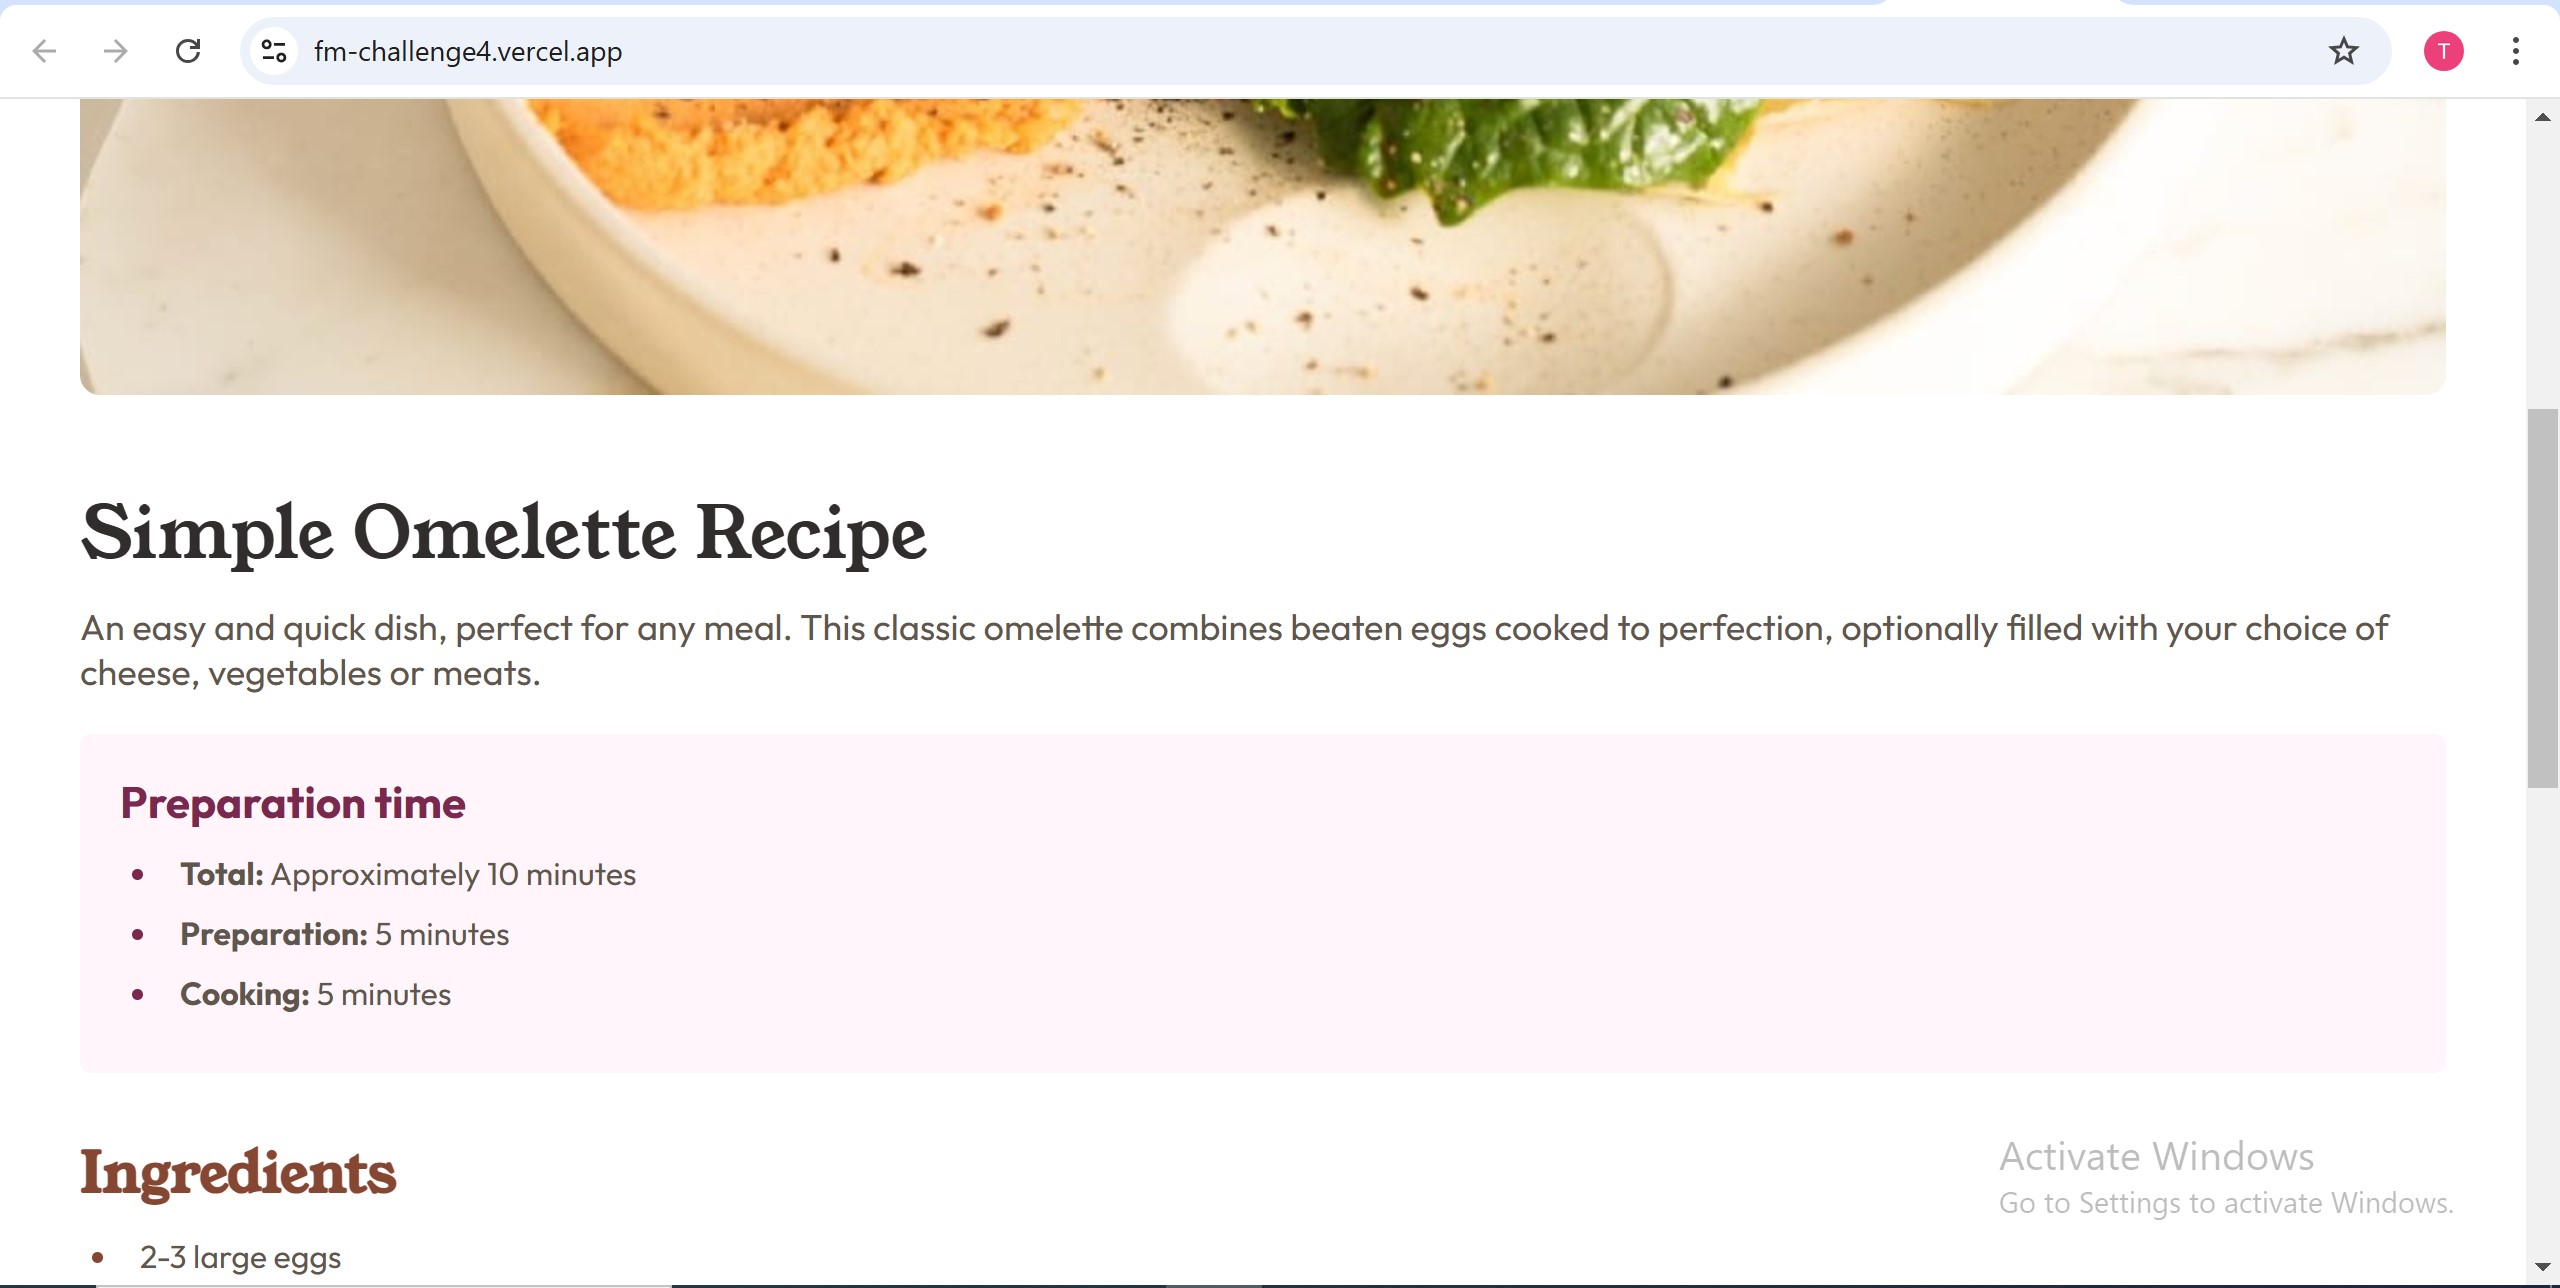 fm-challenge4.vercel.app
T
Simple Omelette Recipe
An easy and quick dish, perfect for any meal. This classic omelette combines beaten eggs cooked to perfection, optionally filled with your choice of
cheese, vegetables or meats.
Preparation time
Total: Approximately 10 minutes
Preparation: 5 minutes
Cooking: 5 minutes
Ingredients
2-3 large eggs
Activate Windows
Go to Settings to activate Windows.